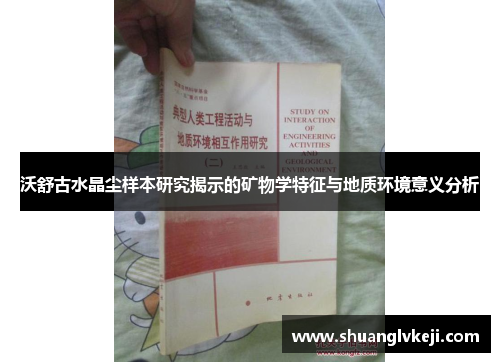 典型人类工程活动与
地质环境相互作用研究
(二)
STUDY ON
INTERACTION
OF
ENGINEERING
ACTIVITIES
AND
GEOLOGICAL
ENVIRONMENT
沃舒古水晶尘样本研究揭示的矿物学特征与地质环境意义分析
地震出版社
www.shuanglvkeji.com